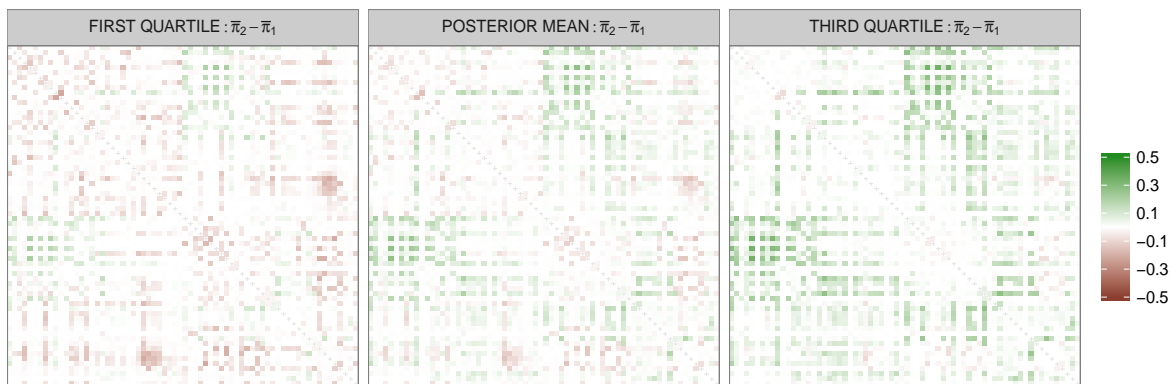 FIRST QUARTILE : π̅₂ − π̅₁
POSTERIOR MEAN : π̅₂ − π̅₁
THIRD QUARTILE : π̅₂ − π̅₁
0.5
0.3
0.1
−0.1
−0.3
−0.5